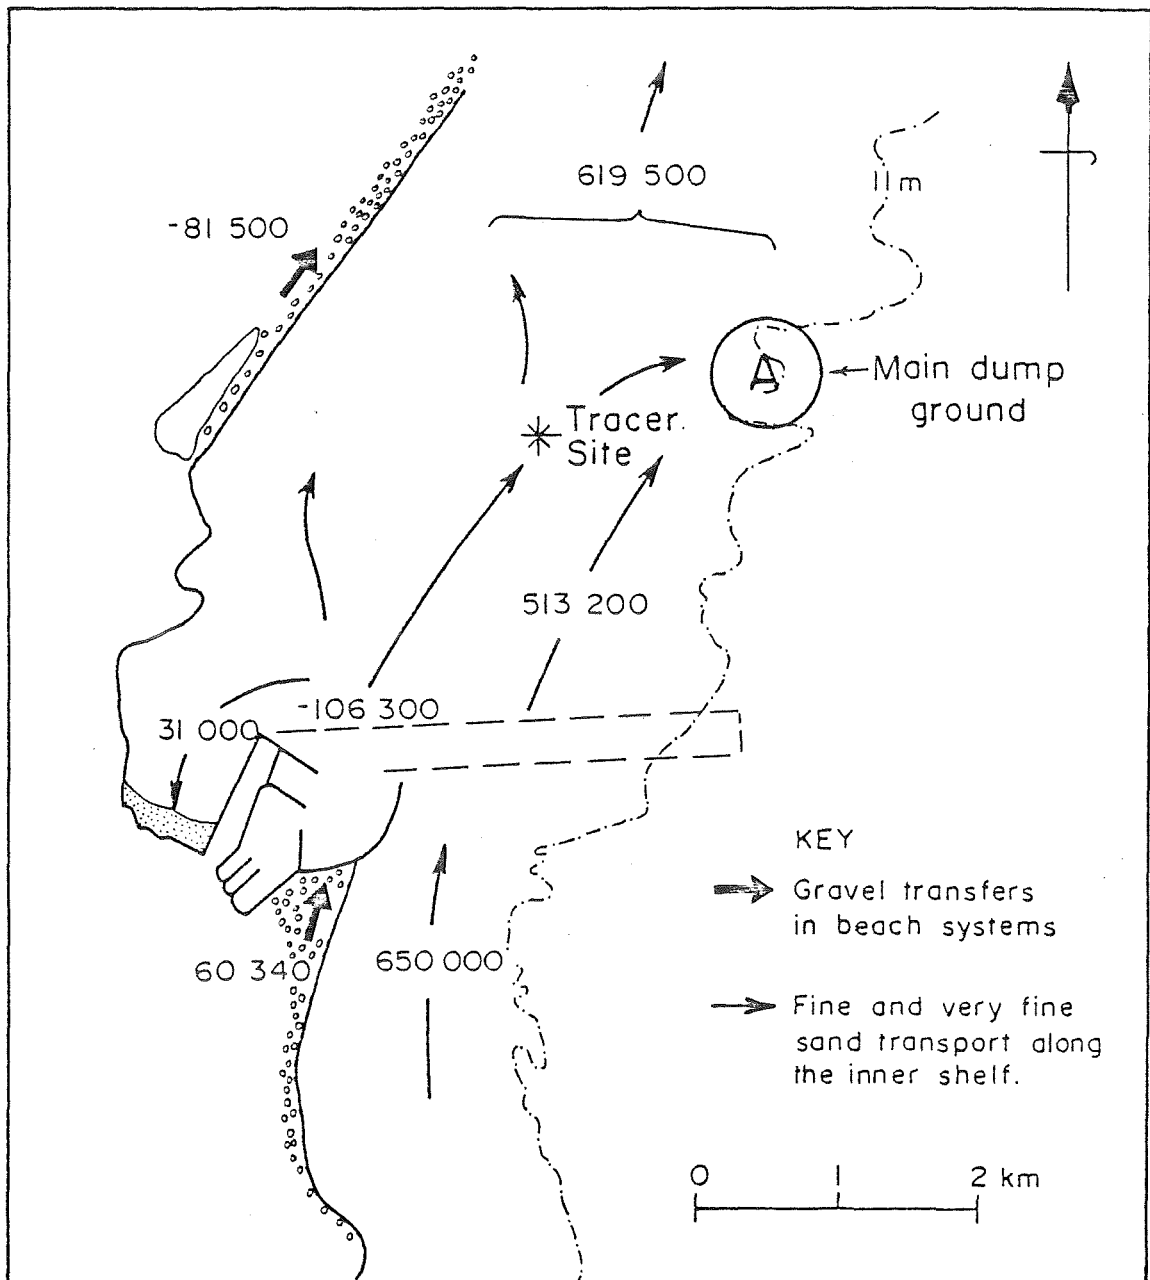 619 500
11m
-81 500
A
Main dump
ground
Tracer.
Site
513 200
-106 300
31 000
KEY
Gravel transfers
in beach systems
60 340
650 000
Fine and very fine
sand transport along
the inner shelf.
0 1 2 km